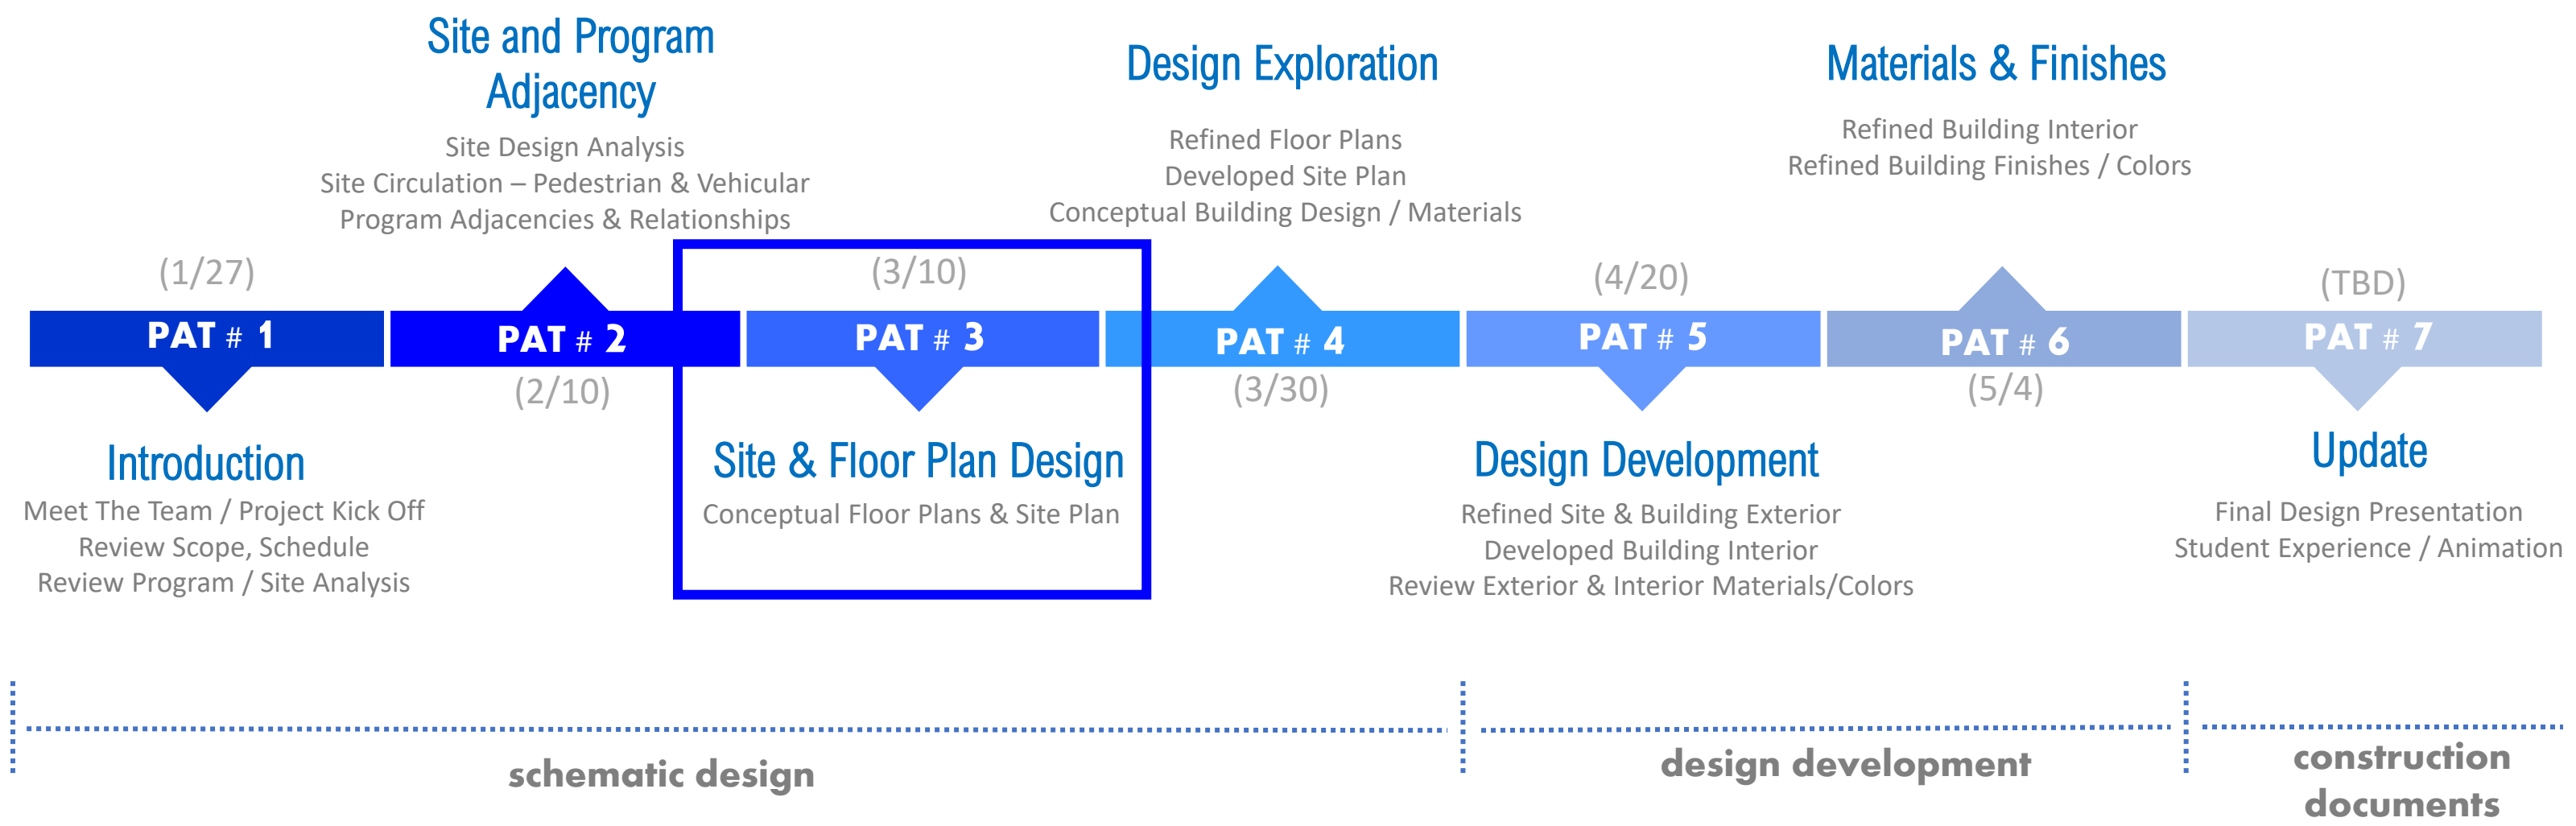 Site and Program
Adjacency
Site Design Analysis
Site Circulation – Pedestrian & Vehicular
Program Adjacencies & Relationships
Design Exploration
Refined Floor Plans
Developed Site Plan
Conceptual Building Design / Materials
Materials & Finishes
Refined Building Interior
Refined Building Finishes / Colors
(1/27)
(3/10)
(4/20)
(TBD)
PAT # 1
PAT # 2
PAT # 3
PAT # 4
PAT # 5
PAT # 6
PAT # 7
(2/10)
(3/30)
(5/4)
Introduction
Meet The Team / Project Kick Off
Review Scope, Schedule
Review Program / Site Analysis
Site & Floor Plan Design
Conceptual Floor Plans & Site Plan
Design Development
Refined Site & Building Exterior
Developed Building Interior
Review Exterior & Interior Materials/Colors
Update
Final Design Presentation
Student Experience / Animation
schematic design
design development
construction
documents